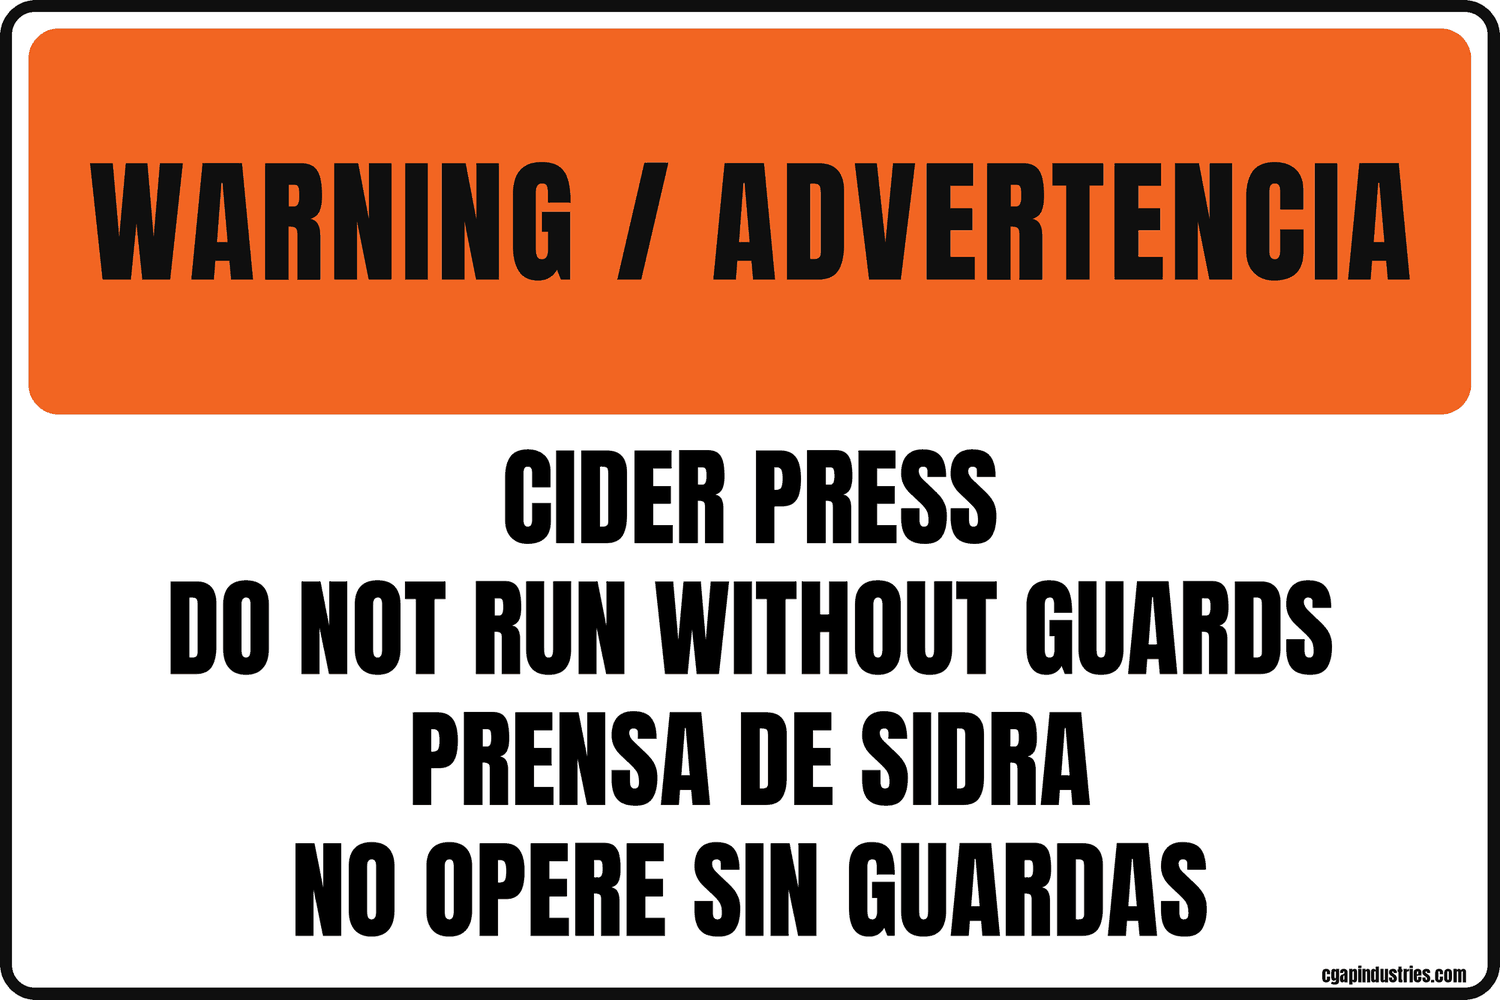 WARNING / ADVERTENCIA
CIDER PRESS
DO NOT RUN WITHOUT GUARDS
PRENSA DE SIDRA
NO OPERE SIN GUARDAS
cgapindustries.com